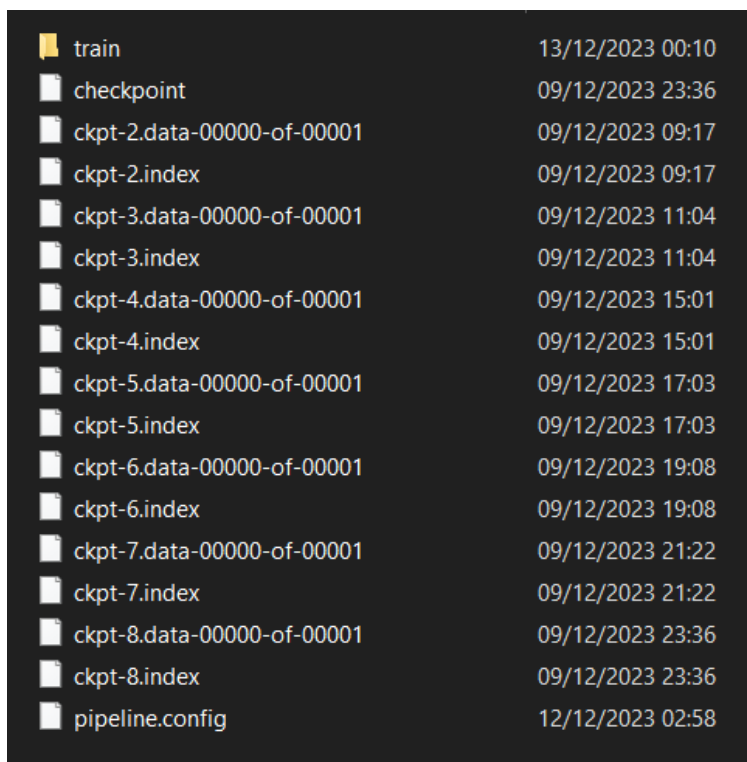 train 13/12/2023 00:10
checkpoint 09/12/2023 23:36
ckpt-2.data-00000-of-00001 09/12/2023 09:17
ckpt-2.index 09/12/2023 09:17
ckpt-3.data-00000-of-00001 09/12/2023 11:04
ckpt-3.index 09/12/2023 11:04
ckpt-4.data-00000-of-00001 09/12/2023 15:01
ckpt-4.index 09/12/2023 15:01
ckpt-5.data-00000-of-00001 09/12/2023 17:03
ckpt-5.index 09/12/2023 17:03
ckpt-6.data-00000-of-00001 09/12/2023 19:08
ckpt-6.index 09/12/2023 19:08
ckpt-7.data-00000-of-00001 09/12/2023 21:22
ckpt-7.index 09/12/2023 21:22
ckpt-8.data-00000-of-00001 09/12/2023 23:36
ckpt-8.index 09/12/2023 23:36
pipeline.config 12/12/2023 02:58